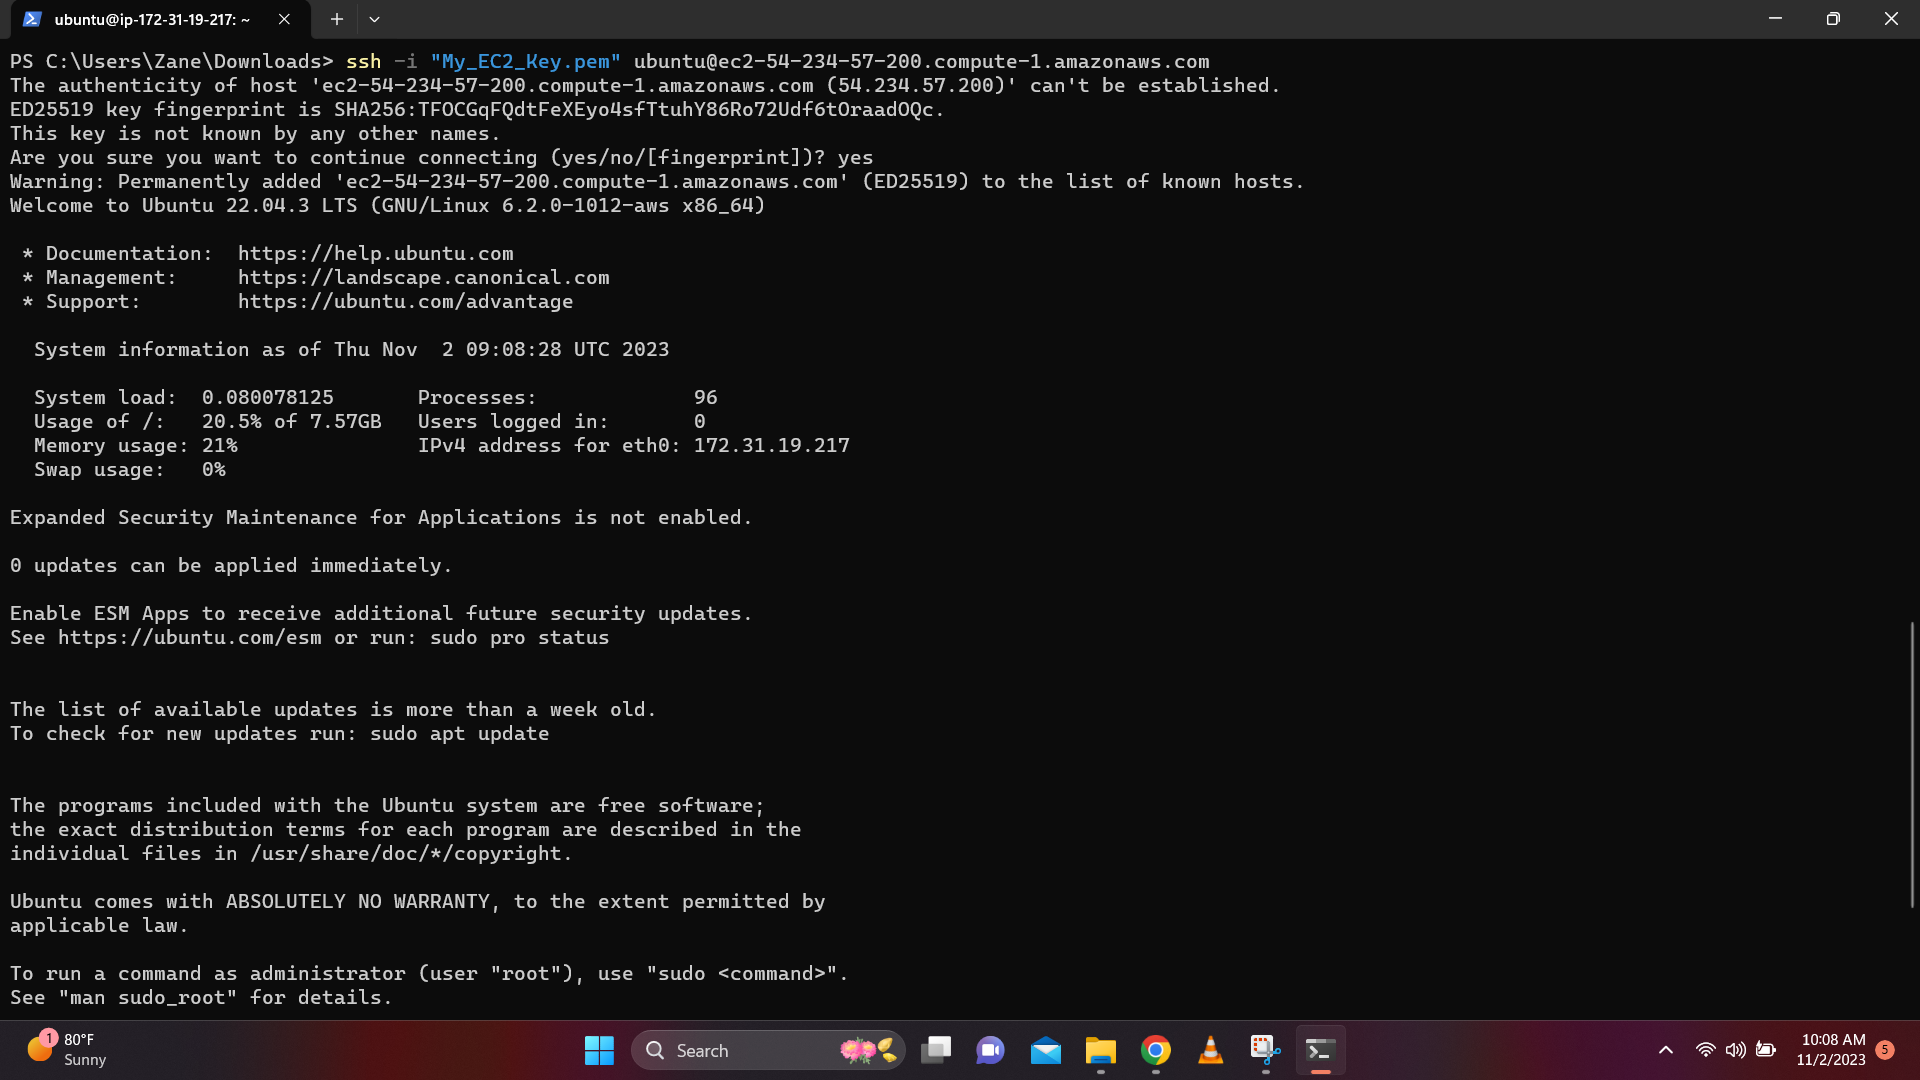 ubuntu@ip-172-31-19-217: ~
PS C:\Users\Zane\Downloads> ssh -i "My_EC2_Key.pem" ubuntu@ec2-54-234-57-200.compute-1.amazonaws.com
The authenticity of host 'ec2-54-234-57-200.compute-1.amazonaws.com (54.234.57.200)' can't be established.
ED25519 key fingerprint is SHA256:TFOCGqFQdtFeXEyo4sfTtuhY86Ro72Udf6tOraadOQc.
This key is not known by any other names.
Are you sure you want to continue connecting (yes/no/[fingerprint])? yes
Warning: Permanently added 'ec2-54-234-57-200.compute-1.amazonaws.com' (ED25519) to the list of known hosts.
Welcome to Ubuntu 22.04.3 LTS (GNU/Linux 6.2.0-1012-aws x86_64)
* Documentation:  https://help.ubuntu.com
* Management:     https://landscape.canonical.com
* Support:        https://ubuntu.com/advantage
System information as of Thu Nov  2 09:08:28 UTC 2023
System load:  0.080078125       Processes:             96
Usage of /:   20.5% of 7.57GB   Users logged in:       0
Memory usage: 21%               IPv4 address for eth0: 172.31.19.217
Swap usage:   0%
Expanded Security Maintenance for Applications is not enabled.
0 updates can be applied immediately.
Enable ESM Apps to receive additional future security updates.
See https://ubuntu.com/esm or run: sudo pro status
The list of available updates is more than a week old.
To check for new updates run: sudo apt update
The programs included with the Ubuntu system are free software;
the exact distribution terms for each program are described in the
individual files in /usr/share/doc/*/copyright.
Ubuntu comes with ABSOLUTELY NO WARRANTY, to the extent permitted by
applicable law.
To run a command as administrator (user "root"), use "sudo <command>".
See "man sudo_root" for details.
1
80°F
Sunny
Search
10:08 AM
11/2/2023
5